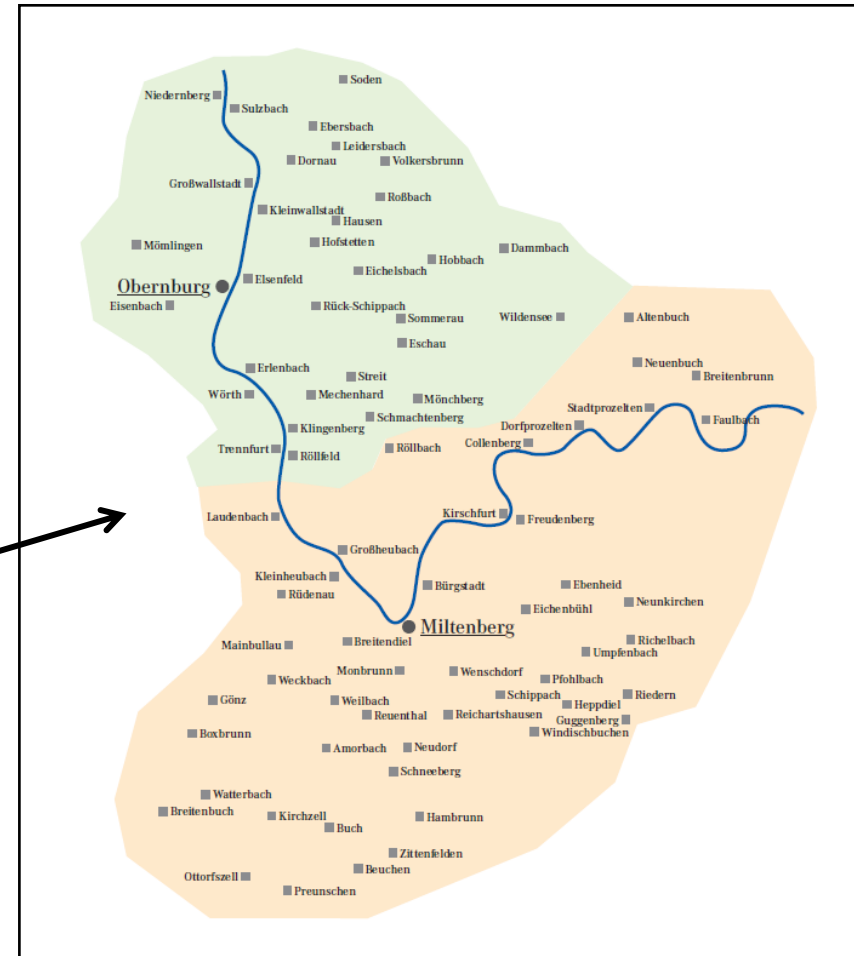 Soden
Niedernberg
Sulzbach
Ebersbach
Leidersbach
Dornau
Volkersbrunn
Großwallstadt
Roßbach
Kleinwallstadt
Hausen
Mömlingen
Hofstetten
Dammbach
Hobbach
Eichelsbach
Elsenfeld
Obernburg
Eisenbach
Rück-Schippach
Sommerau
Wildensee
Altenbuch
Eschau
Neuenbuch
Erlenbach
Streit
Breitenbrunn
Wörth
Mechenhard
Mönchberg
Stadtprozelten
Schmachtenberg
Faulbach
Klingenberg
Dorfprozelten
Collenberg
Trennfurt
Röllfeld
Röllbach
Laudenbach
Kirschfurt
Freudenberg
Großheubach
Kleinheubach
Bürgstadt
Ebenheid
Rüdenau
Neunkirchen
Eichenbühl
Miltenberg
Mainbullau
Breitendiel
Richelbach
Umpfenbach
Monbrunn
Wenschdorf
Weckbach
Pfohlbach
Gönz
Weilbach
Schippach
Riedern
Heppdiel
Reuenthal
Reichartshausen
Guggenberg
Boxbrunn
Windischbuchen
Amorbach
Neudorf
Schneeberg
Watterbach
Breitenbuch
Kirchzell
Hambrunn
Buch
Zittenfelden
Beuchen
Ottorfszell
Preunschen